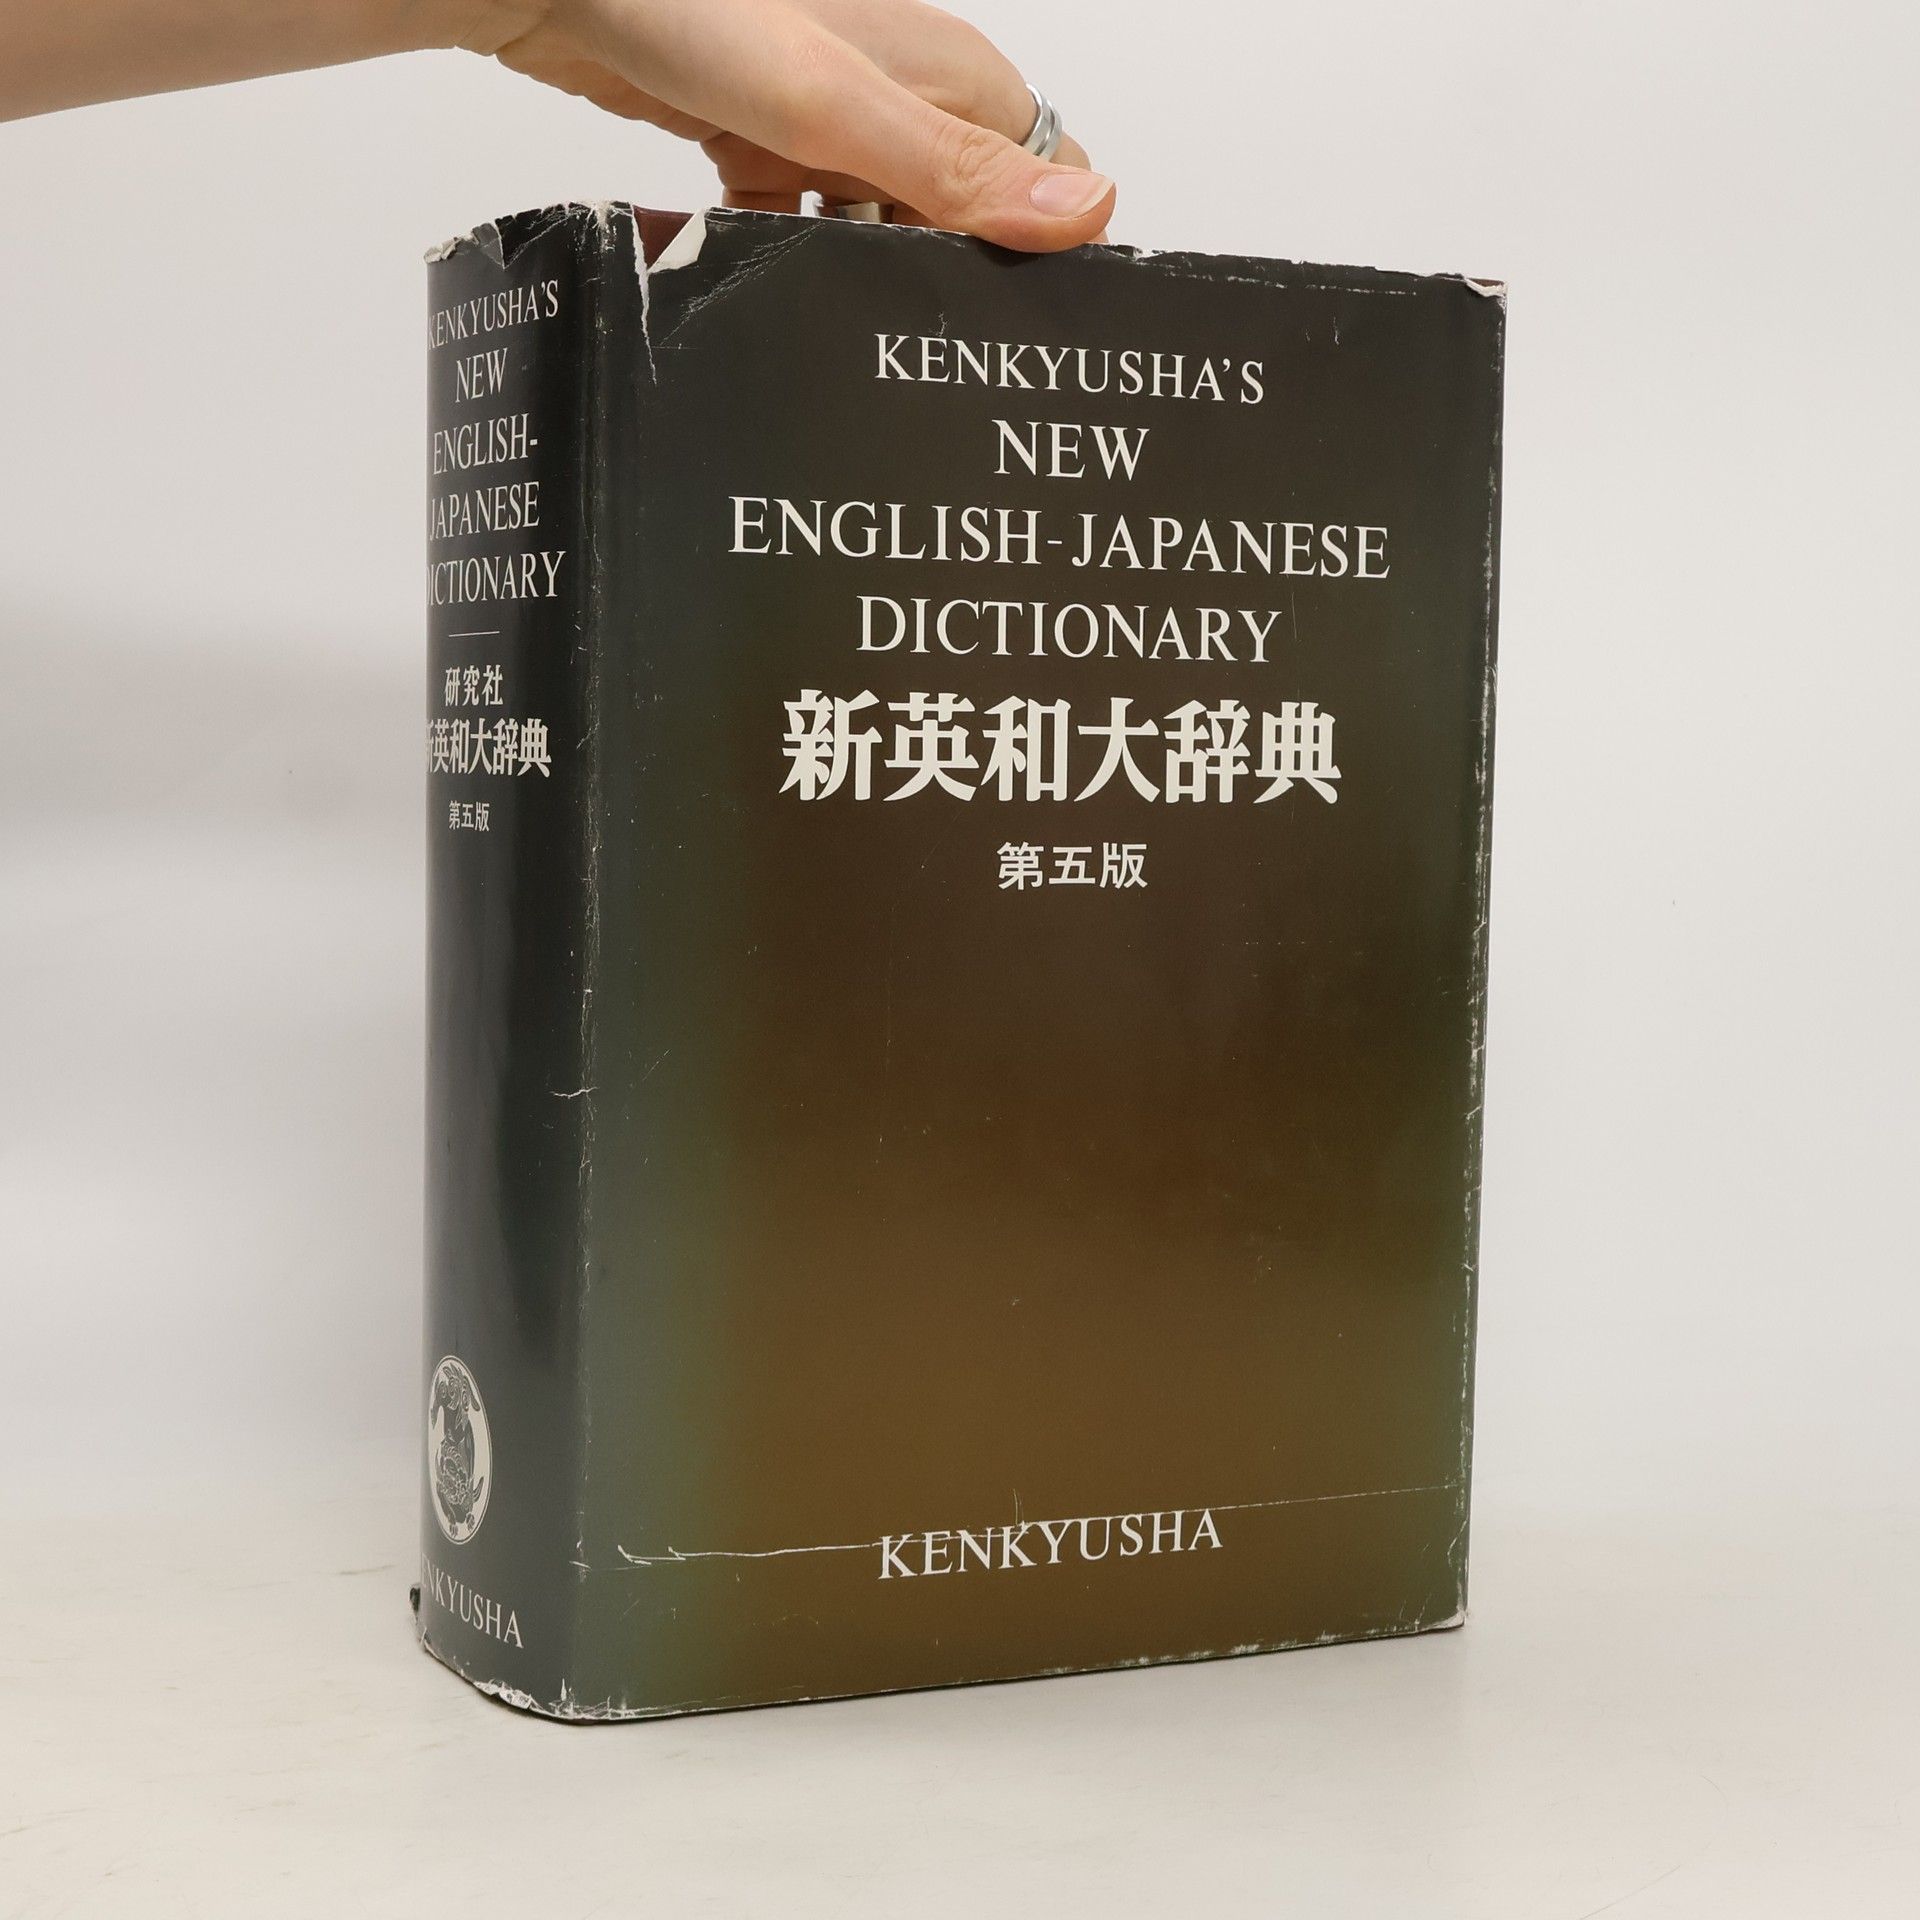 KENKYUSHA'S
NEW
ENGLISH-
JAPANESE
DICTIONARY
研究社
新英和大辞典
第五版
KENKYUSHA
KENKYUSHA'S
NEW
ENGLISH-JAPANESE
DICTIONARY
新英和大辞典
第五版
KENKYUSHA